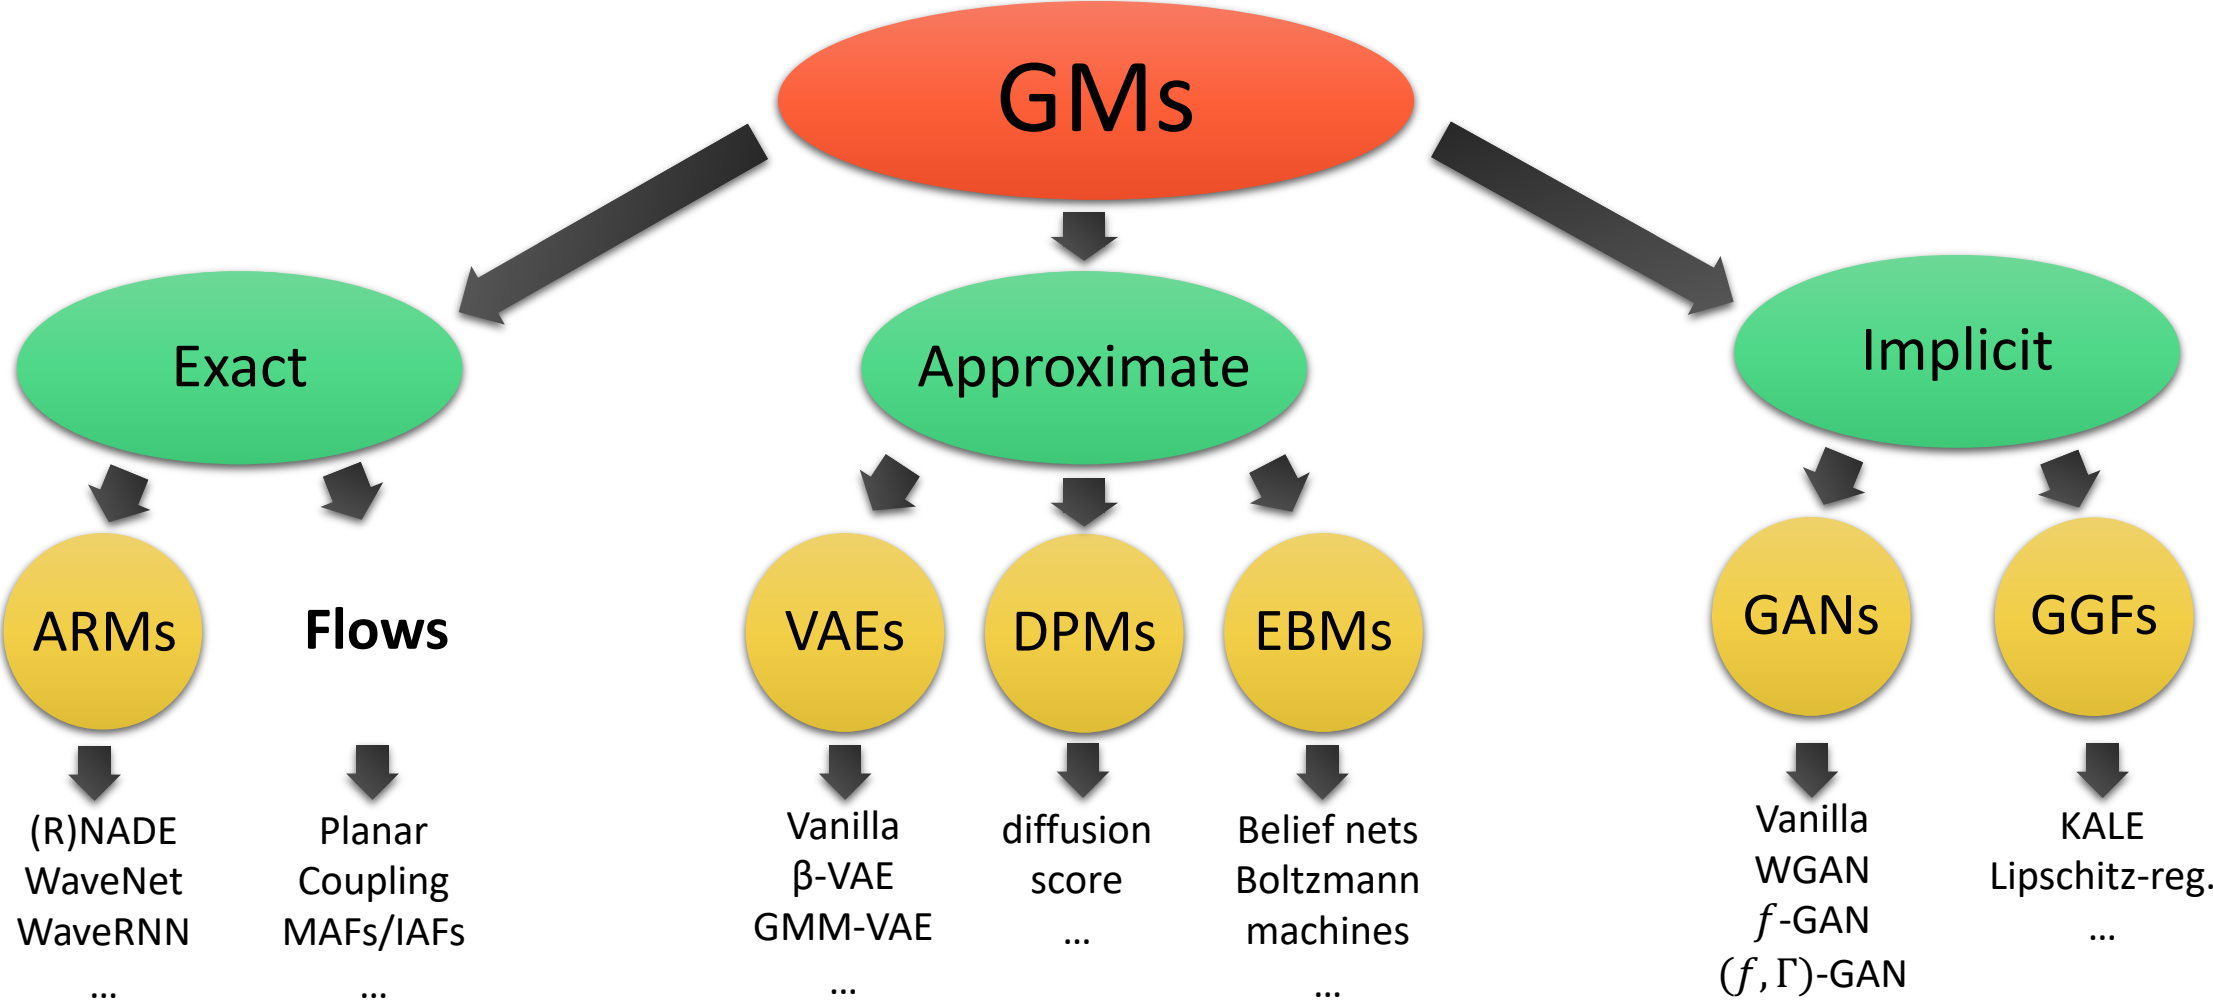 GMs
Exact
Approximate
Implicit
ARMs
Flows
VAEs
DPMs
EBMs
GANs
GGFs
(R)NADE
WaveNet
WaveRNN
...
Planar
Coupling
MAFs/IAFs
...
Vanilla
β-VAE
GMM-VAE
...
diffusion
score
...
Belief nets
Boltzmann
machines
...
Vanilla
WGAN
𝑓-GAN
(𝑓, Γ)-GAN
KALE
Lipschitz-reg.
...